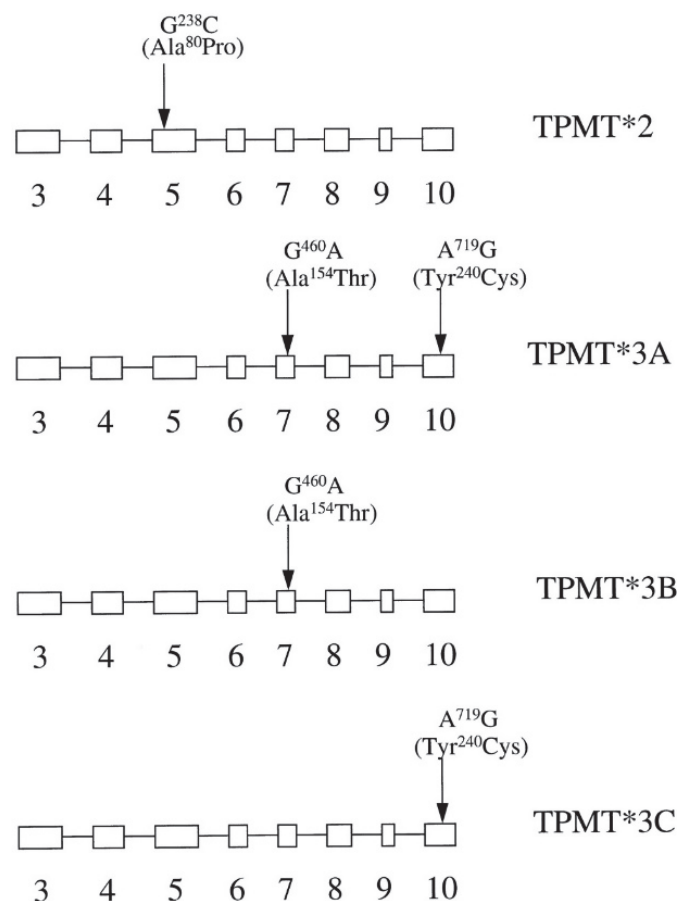 G²³⁸C
(Ala⁸⁰Pro)
TPMT*2
3 4 5 6 7 8 9 10
G⁴⁶⁰A A⁷¹⁹G
(Ala¹⁵⁴Thr) (Tyr²⁴⁰Cys)
TPMT*3A
3 4 5 6 7 8 9 10
G⁴⁶⁰A
(Ala¹⁵⁴Thr)
TPMT*3B
3 4 5 6 7 8 9 10
A⁷¹⁹G
(Tyr²⁴⁰Cys)
TPMT*3C
3 4 5 6 7 8 9 10